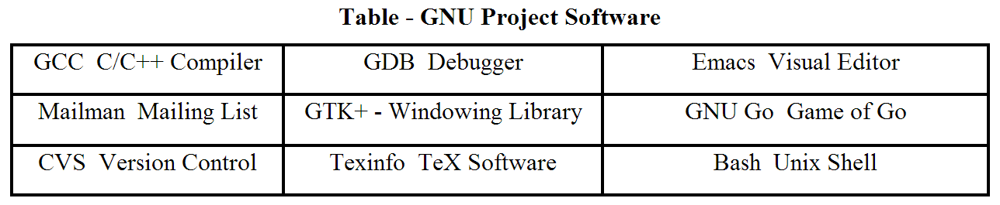 Table - GNU Project Software
GCC  C/C++ Compiler
GDB  Debugger
Emacs  Visual Editor
Mailman  Mailing List
GTK+ - Windowing Library
GNU Go  Game of Go
CVS  Version Control
Texinfo  TeX Software
Bash  Unix Shell